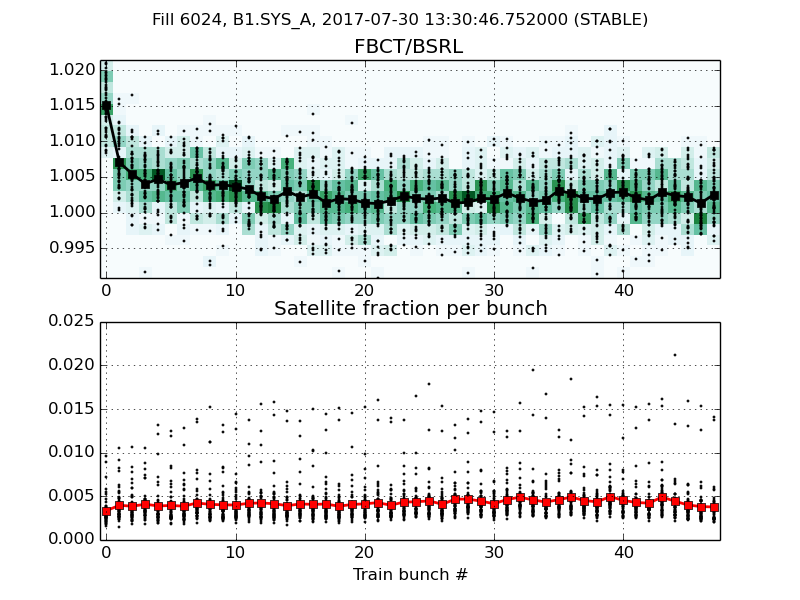 Fill 6024, B1.SYS_A, 2017-07-30 13:30:46.752000 (STABLE)
FBCT/BSRL
1.020
1.015
1.010
1.005
1.000
0.995
0 10 20 30 40
Satellite fraction per bunch
0.025
0.020
0.015
0.010
0.005
0.000
0 10 20 30 40
Train bunch #